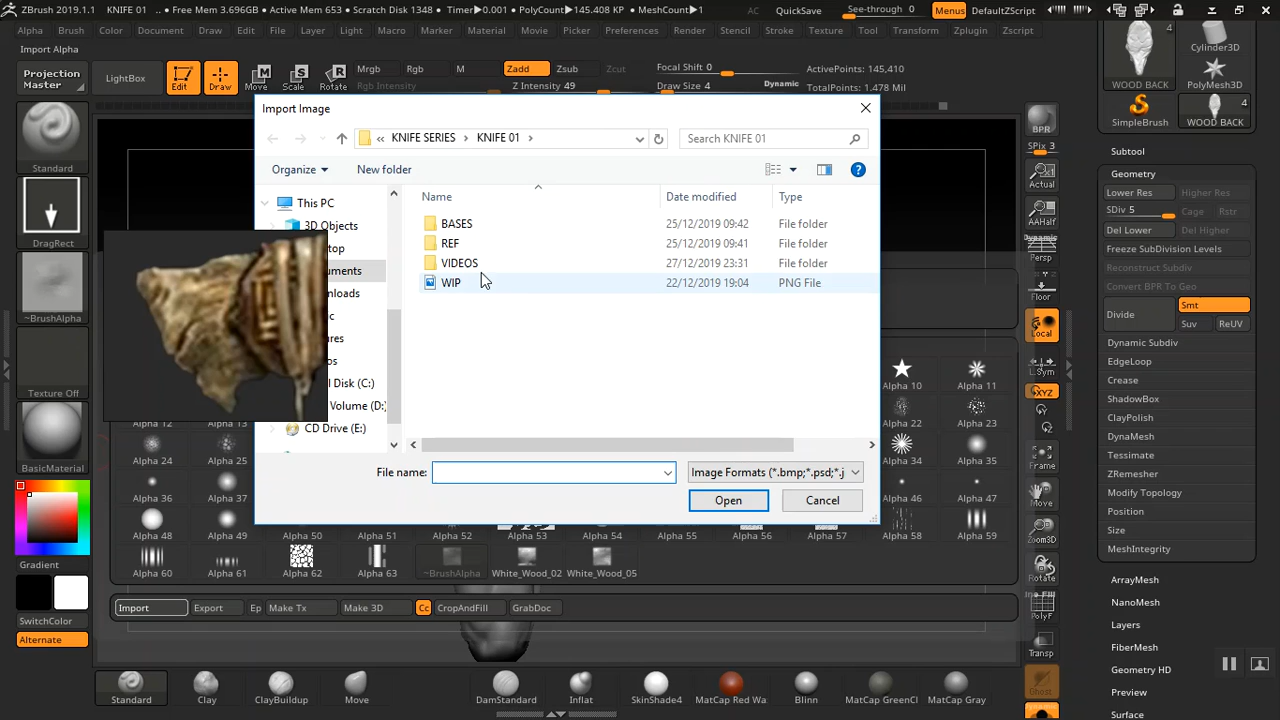 ZBrush 2019.1.1 KNIFE 01 .. • Free Mem 3.696GB • Active Mem 653 • Scratch Disk 1348 • Timer▶0.001 • PolyCount▶145.408 KP • MeshCount▶1 AC QuickSave See-through 0 Menus DefaultZScript
Alpha Brush Color Document Draw Edit File Layer Light Macro Marker Material Movie Picker Preferences Render Stencil Stroke Texture Tool Transform Zplugin Zscript
Import Alpha
Projection Master LightBox Edit Draw Move Scale Rotate
Mrgb Rgb M Zadd Zsub Zcut Focal Shift 0 ActivePoints: 145,410
Rgb Intensity Z Intensity 49 Draw Size 4 Dynamic TotalPoints: 1.478 Mil
Import Image
« KNIFE SERIES › KNIFE 01 › Search KNIFE 01
Organize New folder
Name Date modified Type
This PC
3D Objects
BASES 25/12/2019 09:42 File folder
REF 25/12/2019 09:41 File folder
VIDEOS 27/12/2019 23:31 File folder
WIP 22/12/2019 19:04 PNG File
File name: Image Formats (*.bmp;*.psd;*.j
Open Cancel
CD Drive (E:)
Standard
DragRect
~BrushAlpha
Texture Off
BasicMaterial
Gradient
SwitchColor
Alternate
Alpha 10 Alpha 11
Alpha 12 Alpha 13 Alpha 22 Alpha 23
Alpha 24 Alpha 25 Alpha 34 Alpha 35
Alpha 36 Alpha 37 Alpha 46 Alpha 47
Alpha 48 Alpha 49 Alpha 50 Alpha 51 Alpha 52 Alpha 53 Alpha 54 Alpha 55 Alpha 56 Alpha 57 Alpha 58 Alpha 59
Alpha 60 Alpha 61 Alpha 62 Alpha 63 ~BrushAlpha White_Wood_02 White_Wood_05
Import Export Ep Make Tx Make 3D Cc CropAndFill GrabDoc
Standard Clay ClayBuildup Move DamStandard Inflat SkinShade4 MatCap Red Wa Blinn MatCap GreenCl MatCap Gray
BPR
SPix 3
Actual
AAHalf
Dynamic
Persp
Floor
Local
L.Sym
XYZ
Frame
Move
Zoom3D
Rotate
Line Fill
PolyF
Transp
Ghost
4
WOOD BACK
Cylinder3D
PolyMesh3D
SimpleBrush
4
WOOD BACK
Subtool
Geometry
Lower Res Higher Res
SDiv 5 Cage Rstr
Del Lower Del Higher
Freeze SubDivision Levels
Reconstruct Subdiv
Convert BPR To Geo
Divide Smt
Suv ReUV
Dynamic Subdiv
EdgeLoop
Crease
ShadowBox
ClayPolish
DynaMesh
Tessimate
ZRemesher
Modify Topology
Position
Size
MeshIntegrity
ArrayMesh
NanoMesh
Layers
FiberMesh
Geometry HD
Preview
Surface